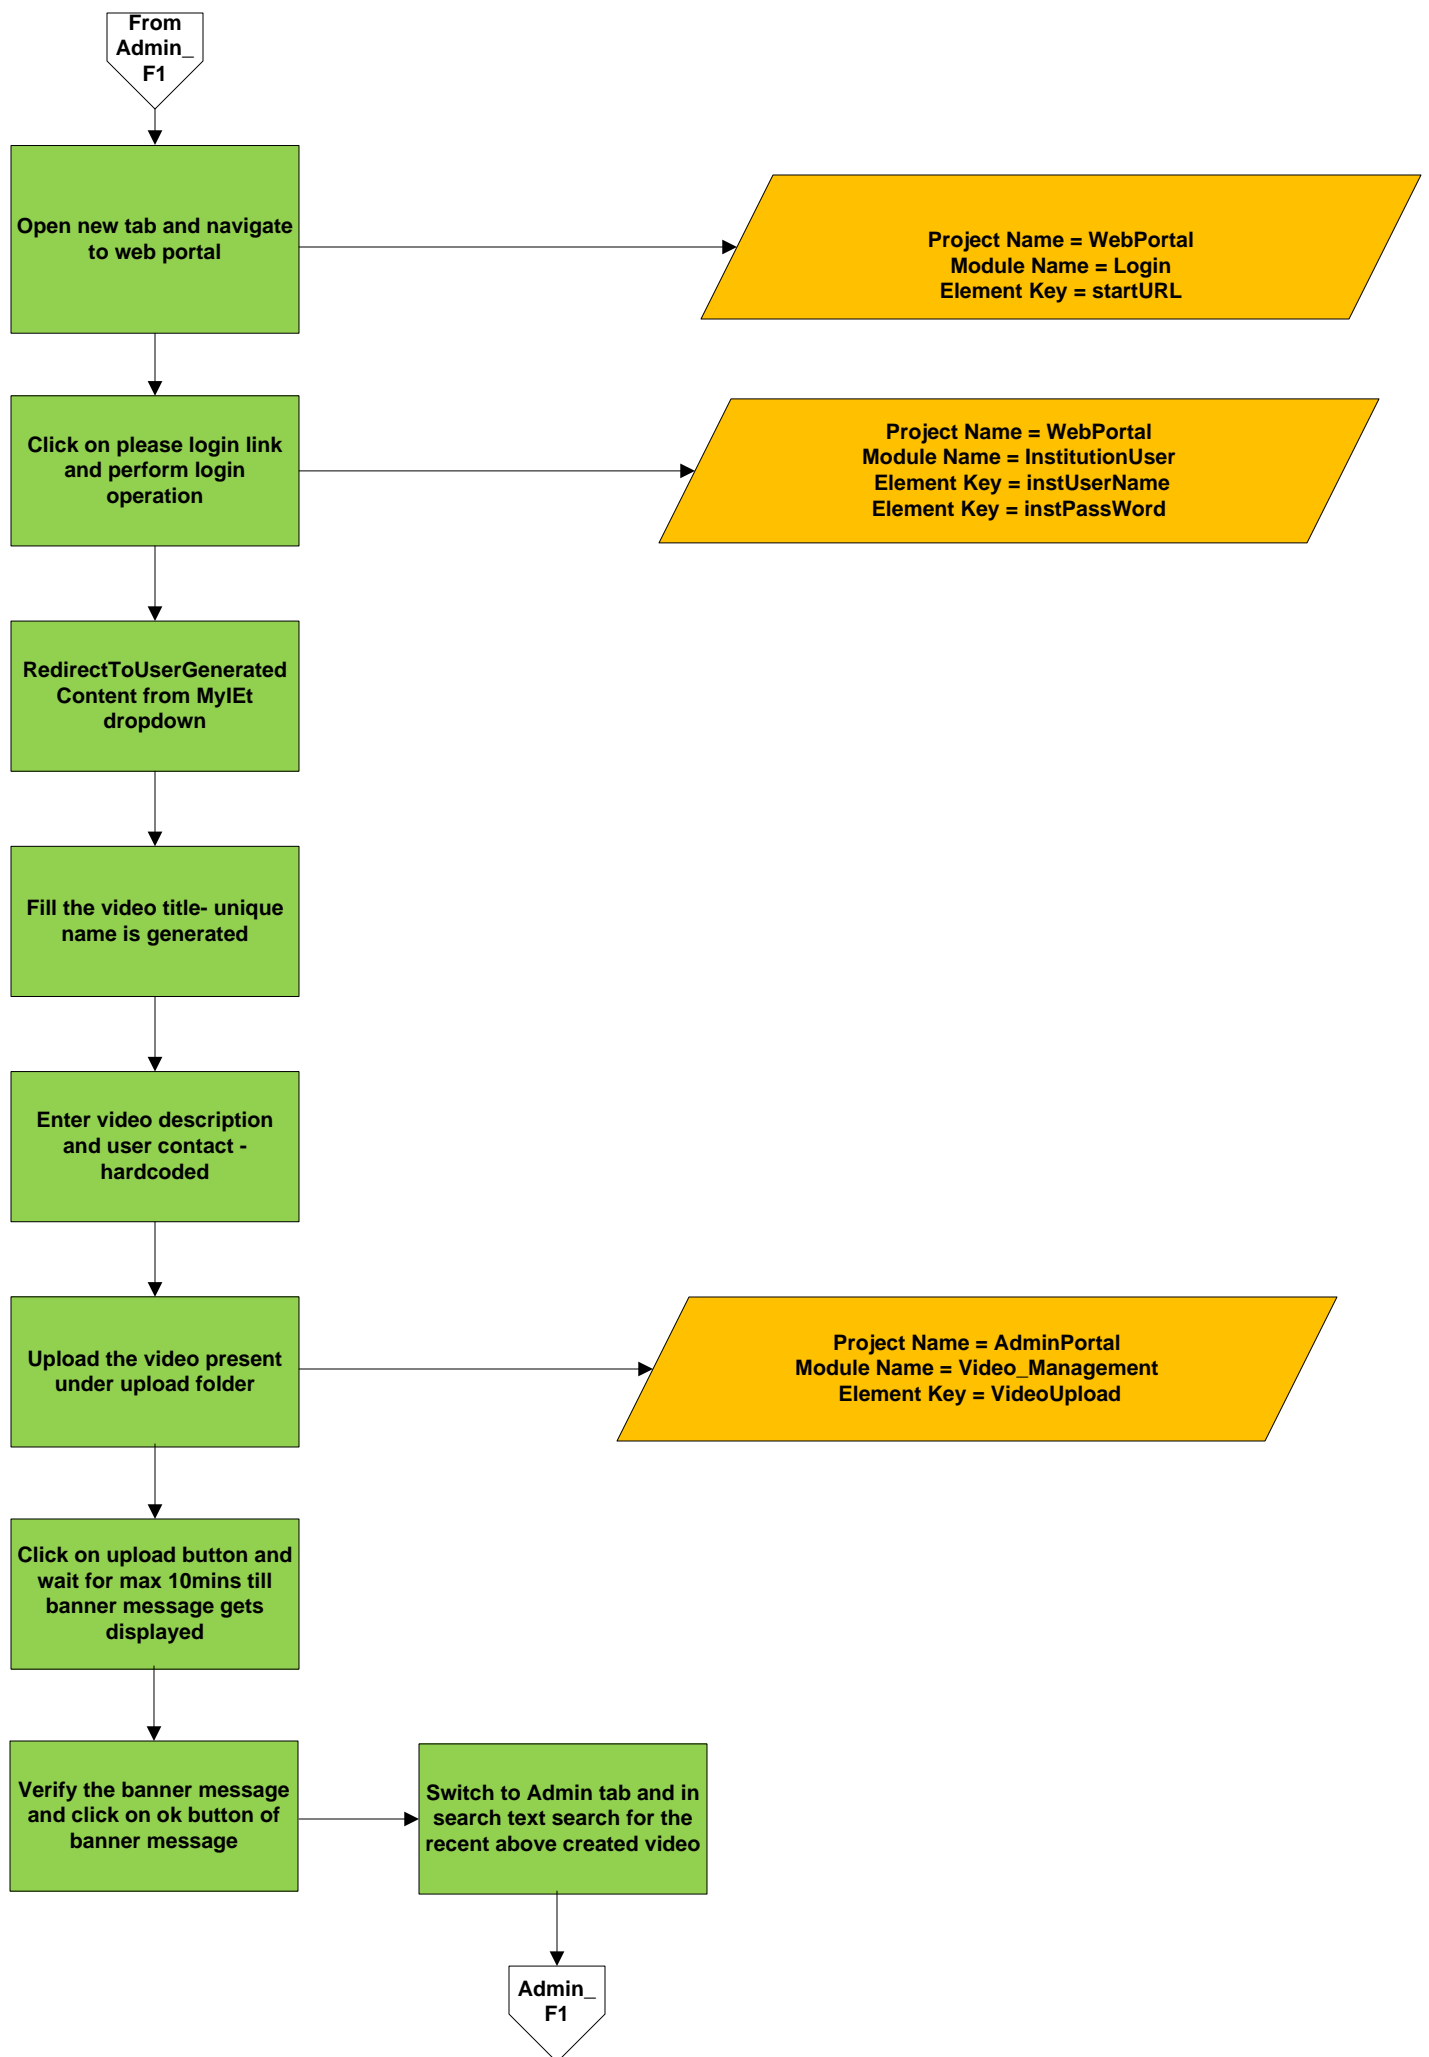 From
Admin_
F1
Open new tab and navigate
to web portal
Project Name = WebPortal
Module Name = Login
Element Key = startURL
Click on please login link
and perform login
operation
Project Name = WebPortal
Module Name = InstitutionUser
Element Key = instUserName
Element Key = instPassWord
RedirectToUserGenerated
Content from MyIEt
dropdown
Fill the video title- unique
name is generated
Enter video description
and user contact -
hardcoded
Upload the video present
under upload folder
Project Name = AdminPortal
Module Name = Video_Management
Element Key = VideoUpload
Click on upload button and
wait for max 10mins till
banner message gets
displayed
Verify the banner message
and click on ok button of
banner message
Switch to Admin tab and in
search text search for the
recent above created video
Admin_
F1